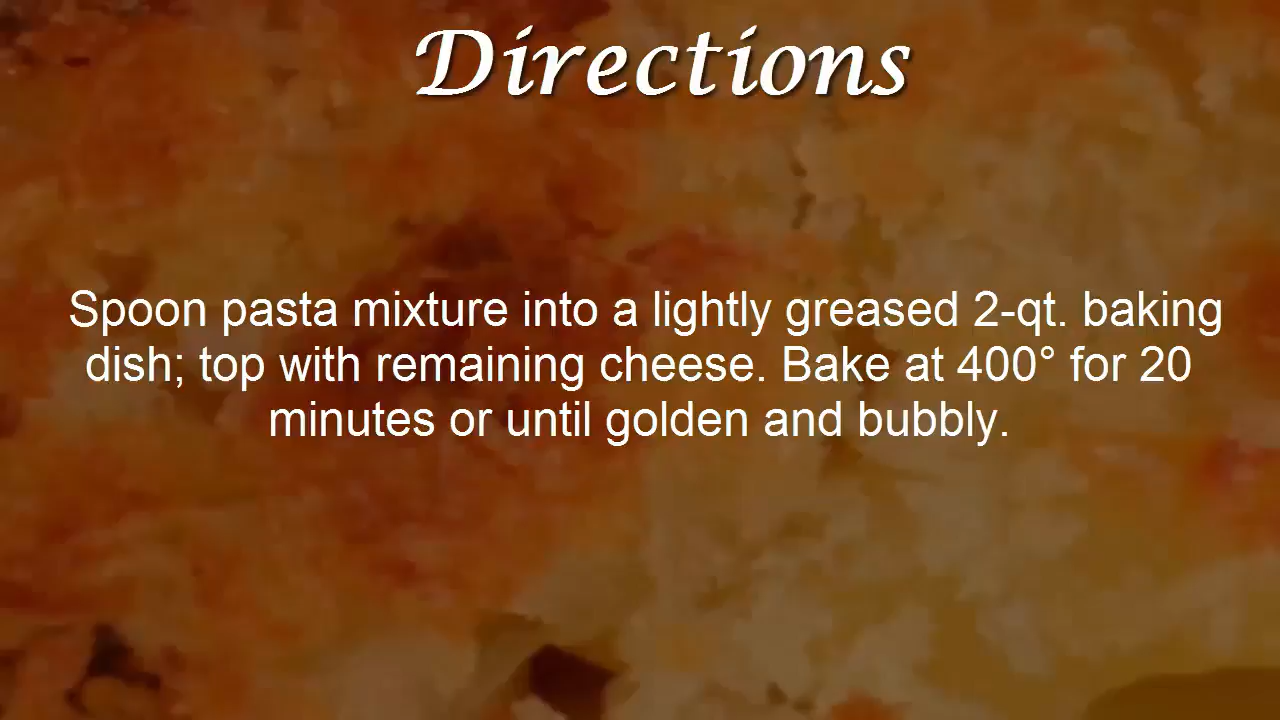 Directions
Spoon pasta mixture into a lightly greased 2-qt. baking
dish; top with remaining cheese. Bake at 400° for 20
minutes or until golden and bubbly.